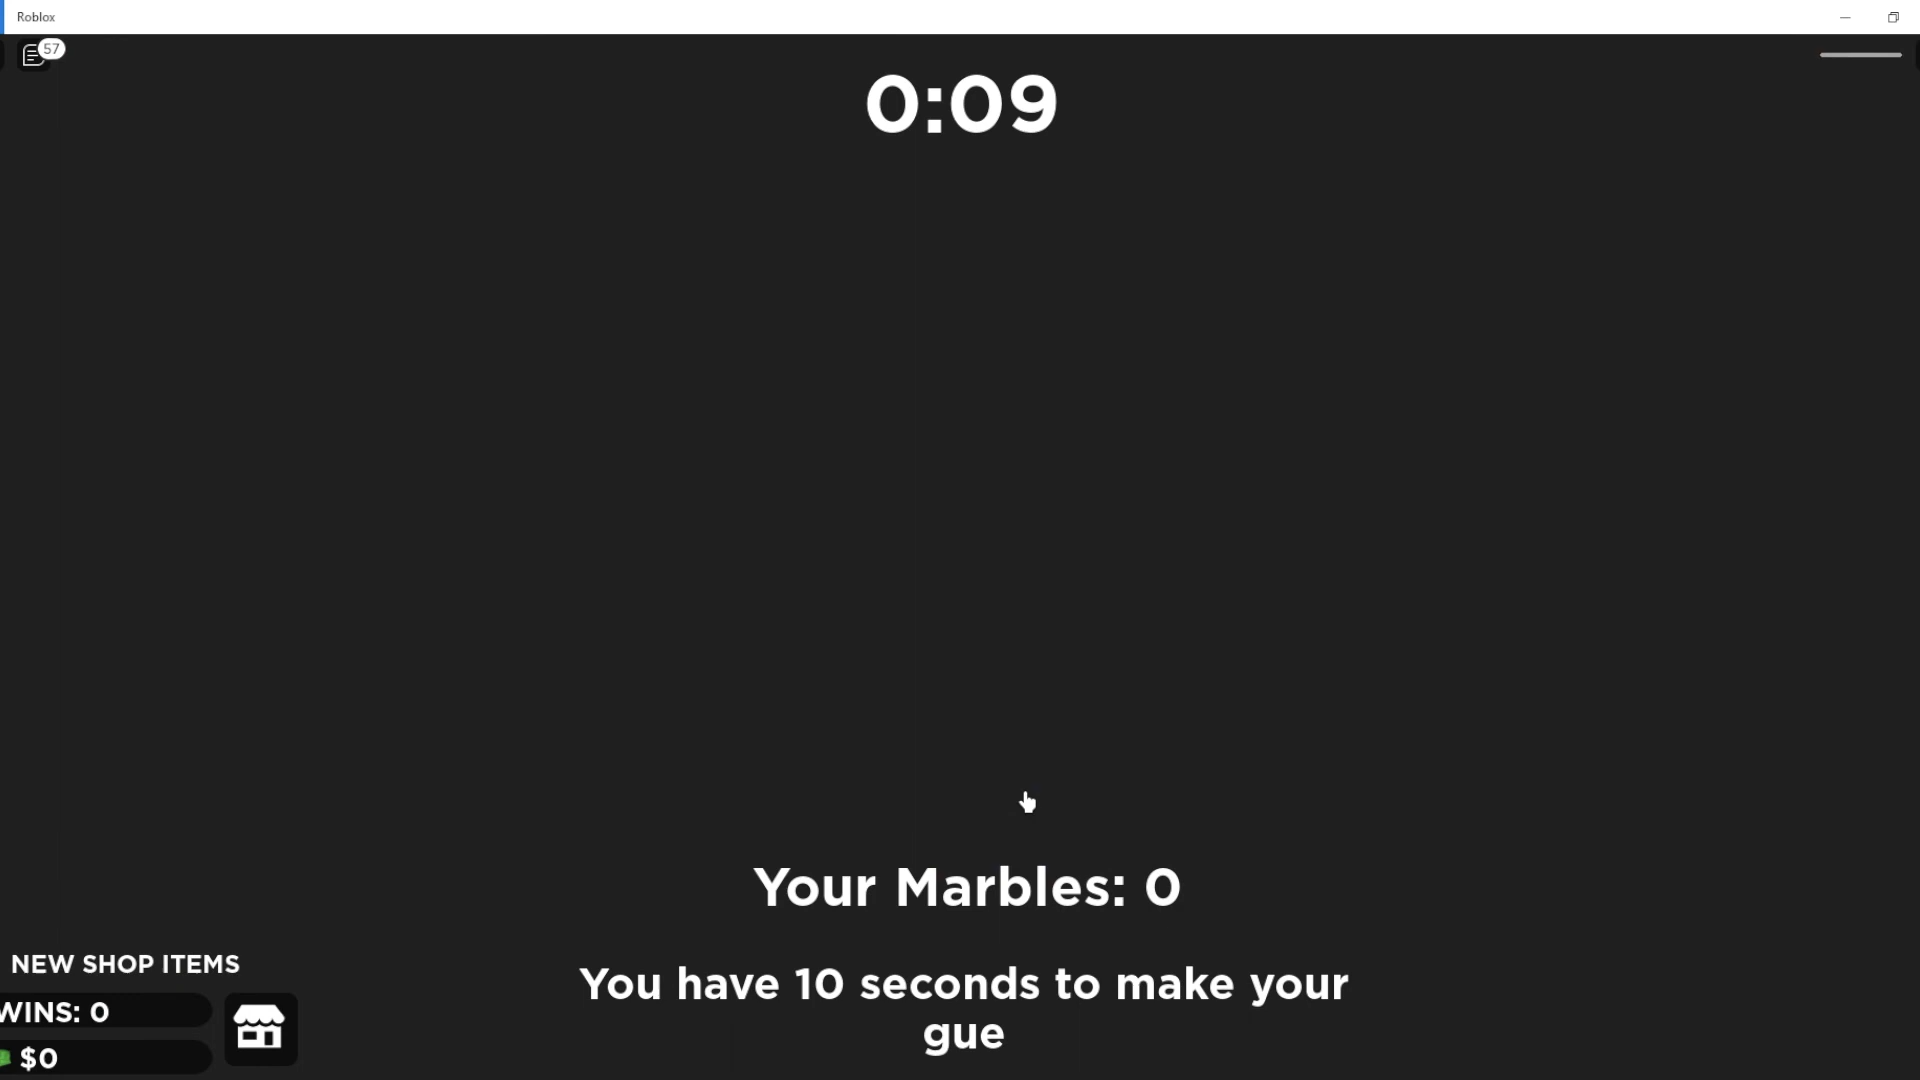 Roblox
57
0:09
Your Marbles: 0
NEW SHOP ITEMS
You have 10 seconds to make your
gue
WINS: 0
$0